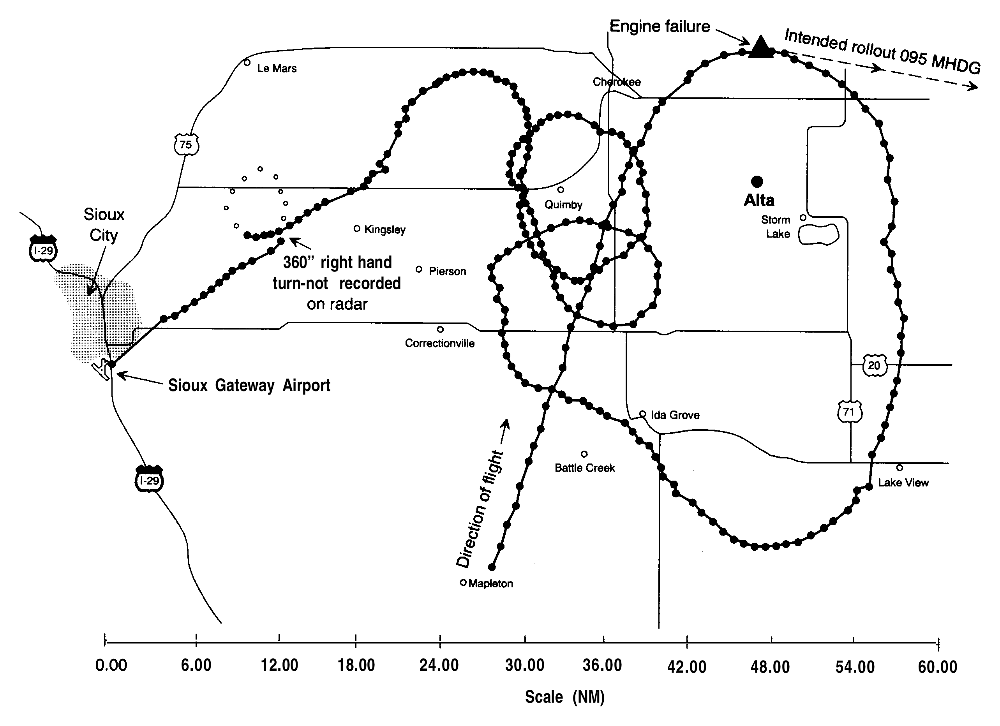 Engine failure
Intended rollout 095 MHDG
Le Mars
Cherokee
75
Alta
Quimby
Sioux
City
Storm
Lake
Kingsley
I-29
360” right hand
turn-not recorded
on radar
Pierson
Correctionville
20
Sioux Gateway Airport
71
Ida Grove
Direction of flight
Battle Creek
I-29
Lake View
Mapleton
0.00 6.00 12.00 18.00 24.00 30.00 36.00 42.00 48.00 54.00 60.00
Scale (NM)